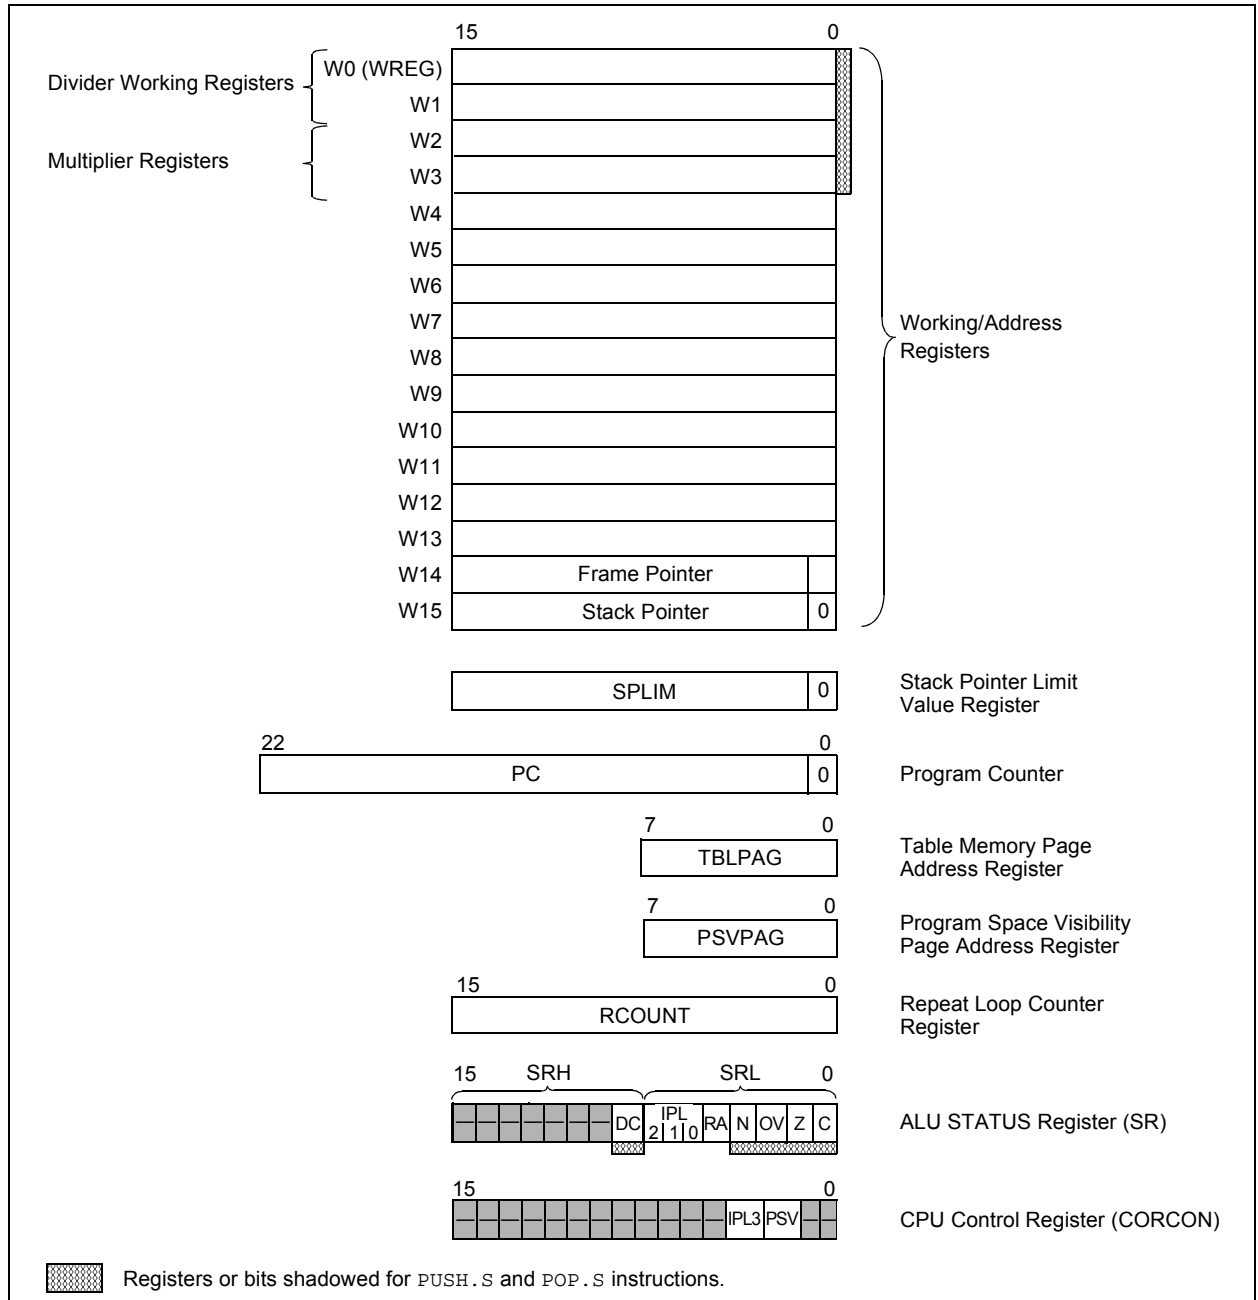 15 0
Divider Working Registers
W0 (WREG)
W1
Multiplier Registers
W2
W3
W4
W5
W6
W7
Working/Address
Registers
W8
W9
W10
W11
W12
W13
W14 Frame Pointer
W15 Stack Pointer 0
SPLIM 0
Stack Pointer Limit
Value Register
22 0
PC 0 Program Counter
7 0
TBLPAG
Table Memory Page
Address Register
7 0
PSVPAG
Program Space Visibility
Page Address Register
15 0
RCOUNT
Repeat Loop Counter
Register
15 SRH SRL 0
— — — — — — — DC IPL 2 1 0 RA N OV Z C ALU STATUS Register (SR)
15 0
— — — — — — — — — — — — IPL3 PSV — — CPU Control Register (CORCON)
Registers or bits shadowed for PUSH.S and POP.S instructions.